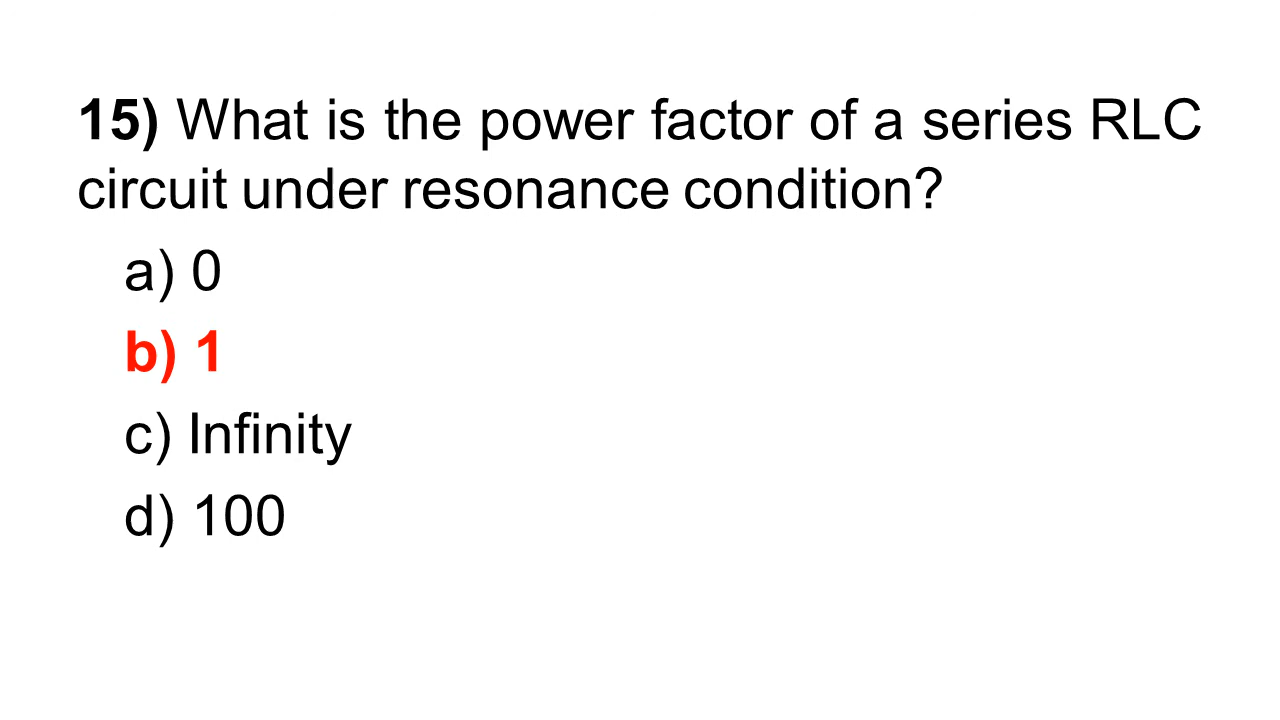 15) What is the power factor of a series RLC
circuit under resonance condition?
a) 0
b) 1
c) Infinity
d) 100